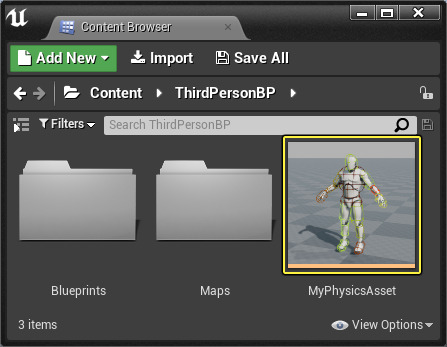 Content Browser
Add New Import Save All
Content ThirdPersonBP
Filters Search ThirdPersonBP
Blueprints Maps MyPhysicsAsset
3 items View Options